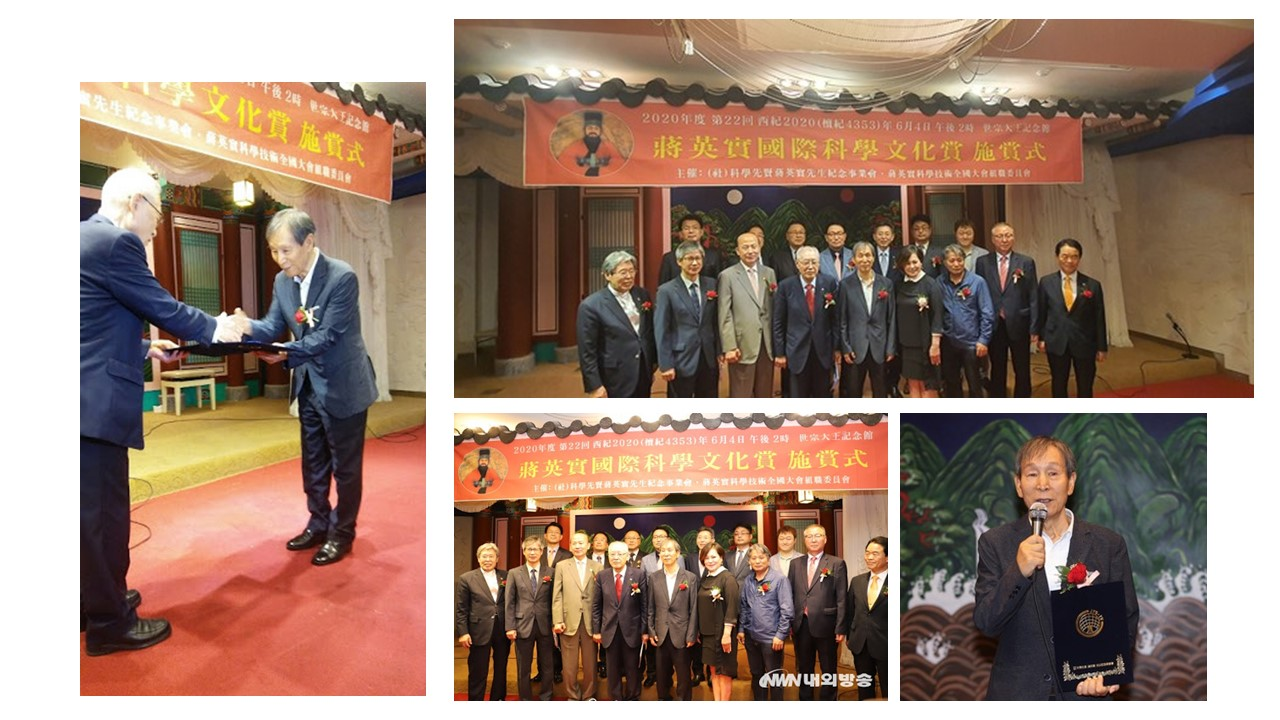 科學文化賞 施賞式
2020年度 第22回 西紀2020(檀紀4353)年 6月4日 午後 2時 世宗大王記念館
蔣英實國際科學文化賞 施賞式
主催: (社)科學先賢蔣英實先生紀念事業會 · 蔣英實科學技術全國大會組織委員會
2020年度 第22回 西紀2020(檀紀4353)年 6月4日 午後 2時 世宗大王記念館
蔣英實國際科學文化賞 施賞式
主催: (社)科學先賢蔣英實先生紀念事業會 · 蔣英實科學技術全國大會組織委員會
NWN 내외방송